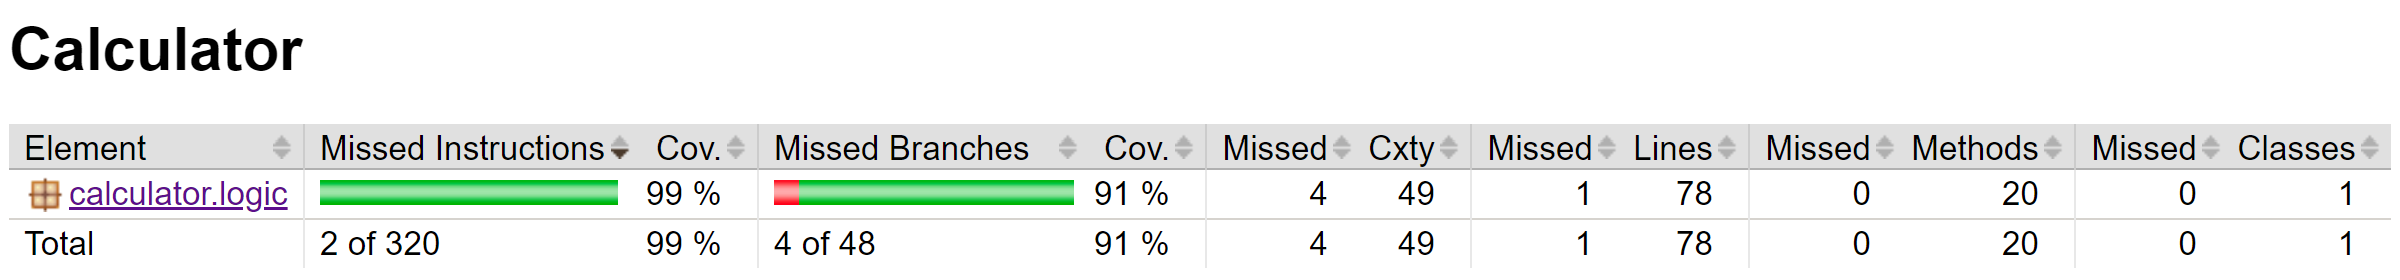 Calculator
Element Missed Instructions Cov. Missed Branches Cov. Missed Cxty Missed Lines Missed Methods Missed Classes
calculator.logic 99 % 91 % 4 49 1 78 0 20 0 1
Total 2 of 320 99 % 4 of 48 91 % 4 49 1 78 0 20 0 1